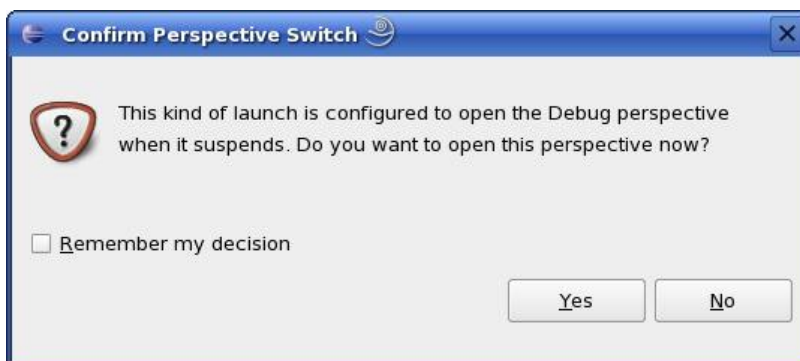 Confirm Perspective Switch
This kind of launch is configured to open the Debug perspective
when it suspends. Do you want to open this perspective now?
Remember my decision
Yes No